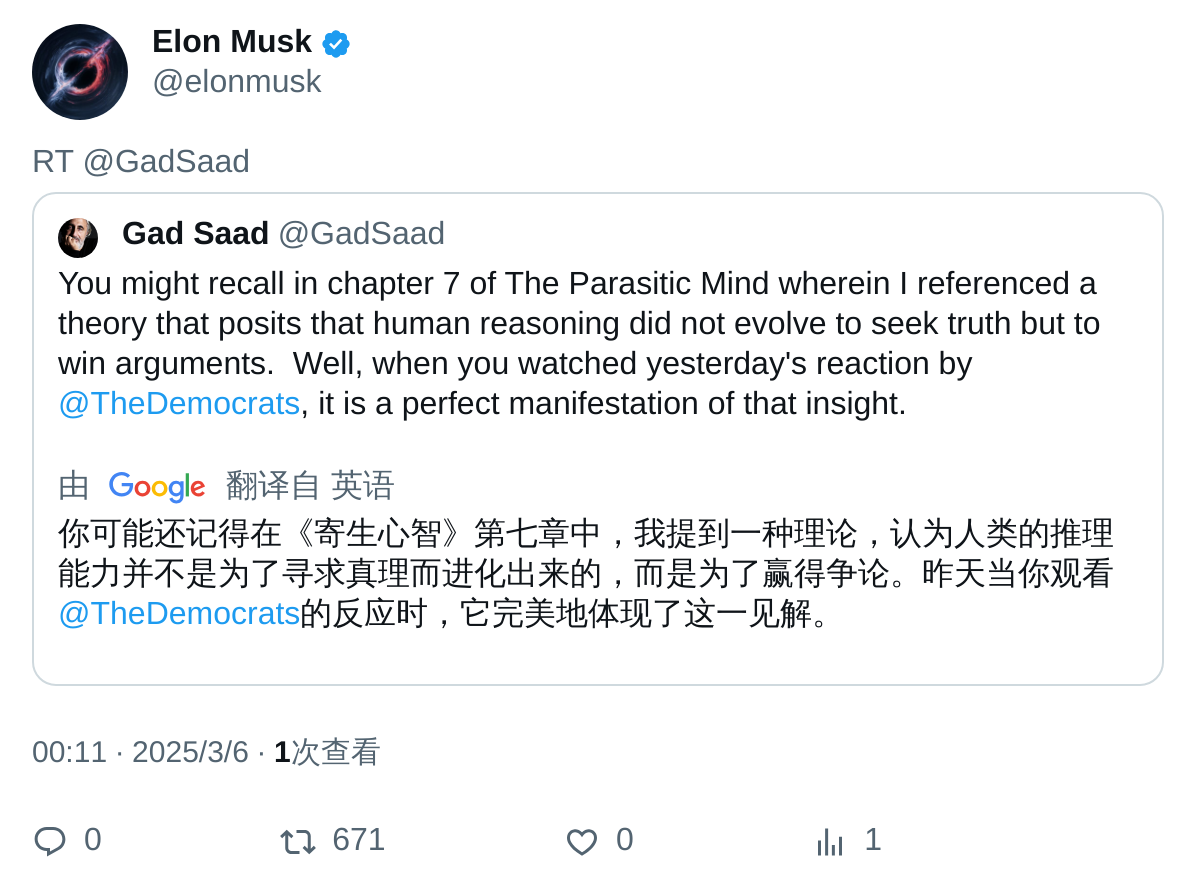 Elon Musk
@elonmusk
RT @GadSaad
Gad Saad @GadSaad
You might recall in chapter 7 of The Parasitic Mind wherein I referenced a
theory that posits that human reasoning did not evolve to seek truth but to
win arguments.  Well, when you watched yesterday's reaction by
@TheDemocrats, it is a perfect manifestation of that insight.
由 Google 翻译自 英语
你可能还记得在《寄生心智》第七章中，我提到一种理论，认为人类的推理
能力并不是为了寻求真理而进化出来的，而是为了赢得争论。昨天当你观看
@TheDemocrats的反应时，它完美地体现了这一见解。
00:11 · 2025/3/6 · 1次查看
0 671 0 1